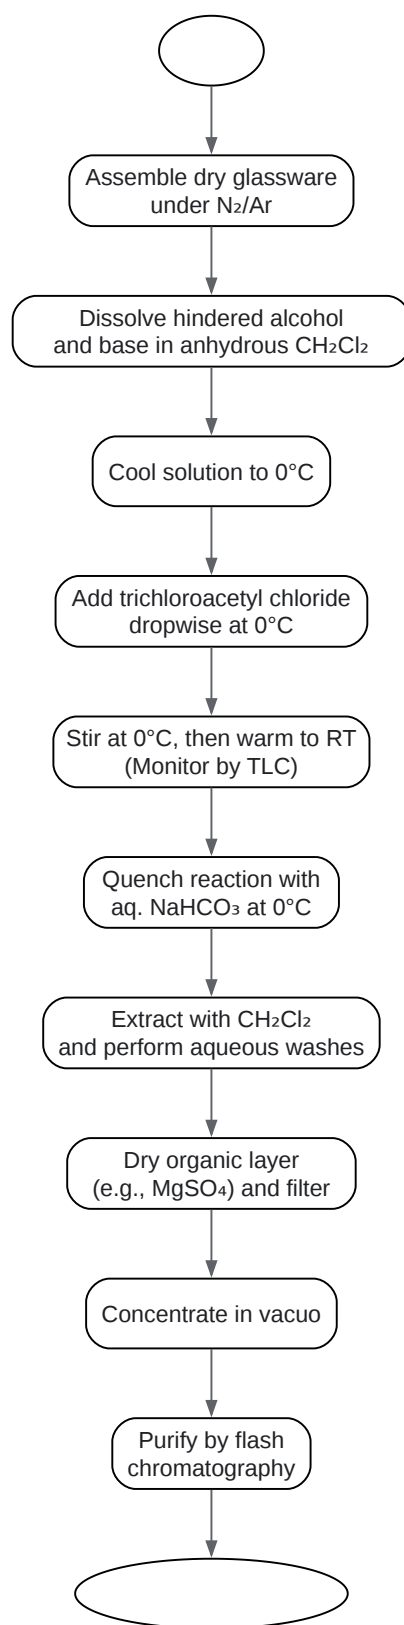 Assemble dry glassware
under N₂/Ar
Dissolve hindered alcohol
and base in anhydrous CH₂Cl₂
Cool solution to 0°C
Add trichloroacetyl chloride
dropwise at 0°C
Stir at 0°C, then warm to RT
(Monitor by TLC)
Quench reaction with
aq. NaHCO₃ at 0°C
Extract with CH₂Cl₂
and perform aqueous washes
Dry organic layer
(e.g., MgSO₄) and filter
Concentrate in vacuo
Purify by flash
chromatography